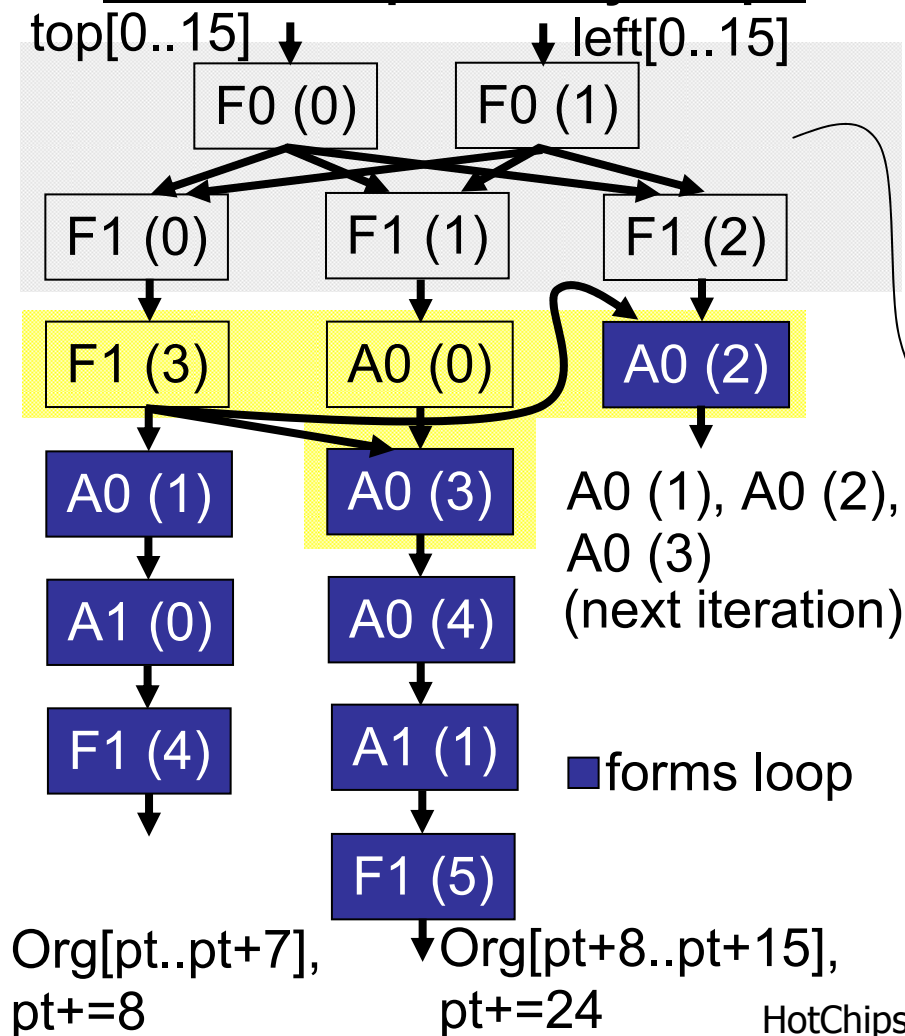 top[0..15]
left[0..15]
F0 (0)
F0 (1)
F1 (0)
F1 (1)
F1 (2)
F1 (3)
A0 (0)
A0 (2)
A0 (1)
A0 (3)
A0 (1), A0 (2),
A0 (3)
(next iteration)
A1 (0)
A0 (4)
F1 (4)
A1 (1)
forms loop
F1 (5)
Org[pt..pt+7],
pt+=8
Org[pt+8..pt+15],
pt+=24
HotChips